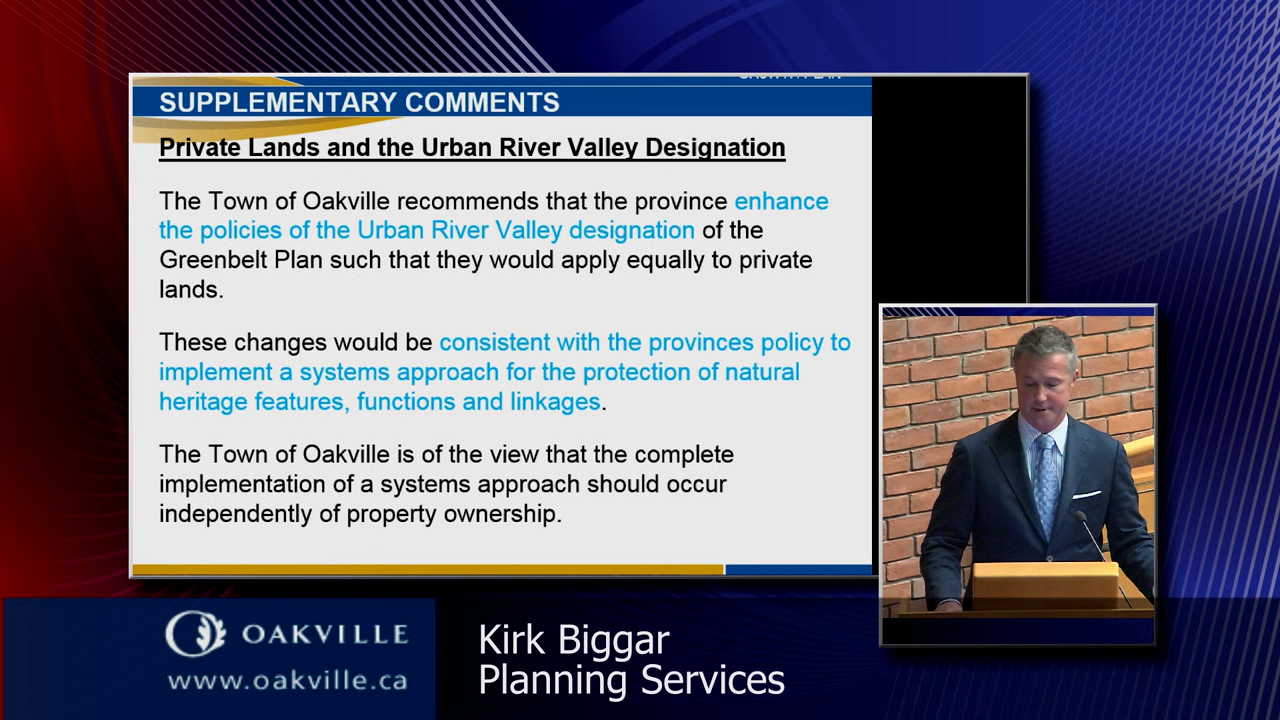 SUPPLEMENTARY COMMENTS
Private Lands and the Urban River Valley Designation
The Town of Oakville recommends that the province enhance
the policies of the Urban River Valley designation of the
Greenbelt Plan such that they would apply equally to private
lands.
These changes would be consistent with the provinces policy to
implement a systems approach for the protection of natural
heritage features, functions and linkages.
The Town of Oakville is of the view that the complete
implementation of a systems approach should occur
independently of property ownership.
OAKVILLE
www.oakville.ca
Kirk Biggar
Planning Services